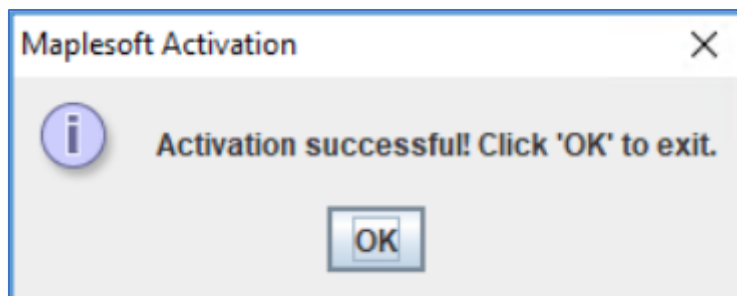 Maplesoft Activation
Activation successful! Click 'OK' to exit.
OK